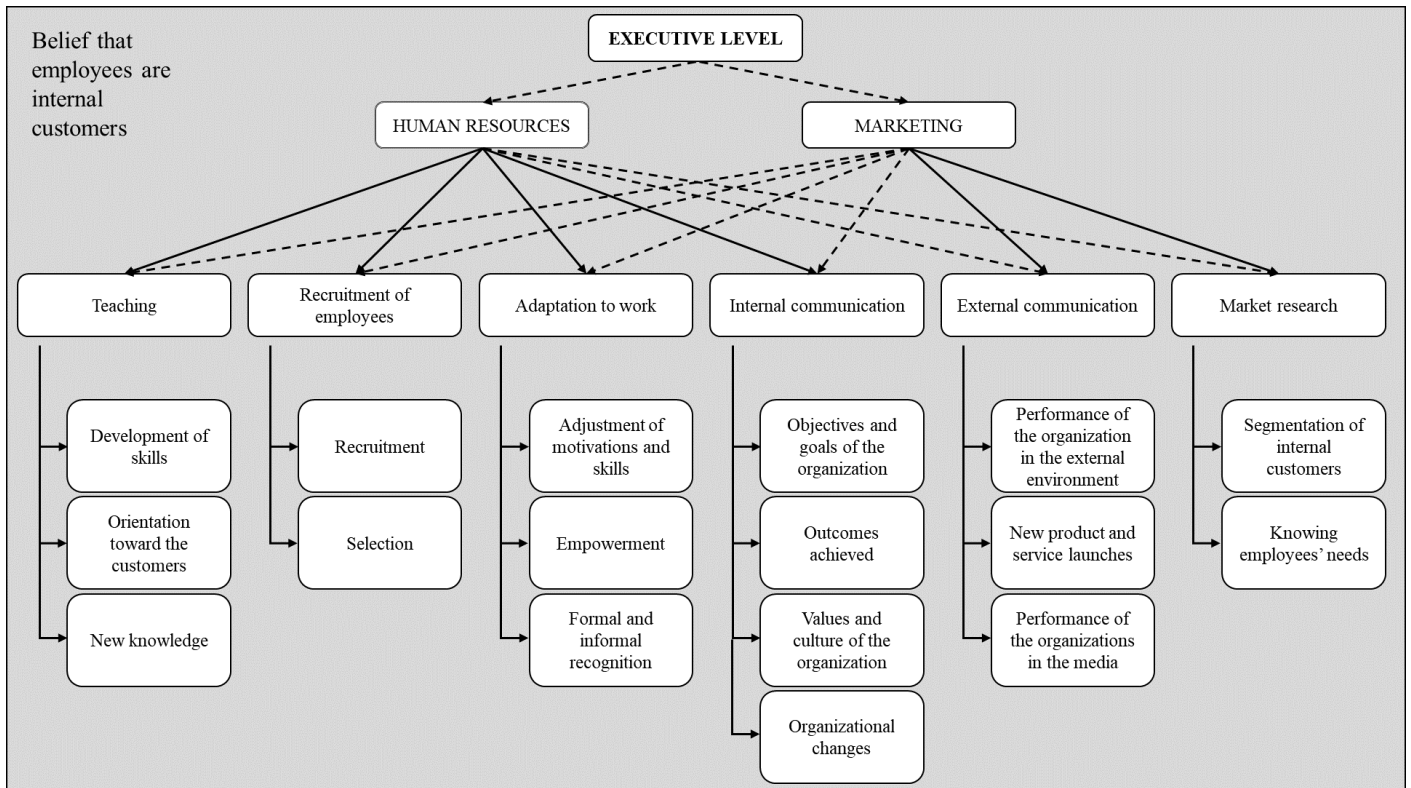 Belief that
employees are
internal
customers
EXECUTIVE LEVEL
HUMAN RESOURCES
MARKETING
Teaching
Recruitment of
employees
Adaptation to work
Internal communication
External communication
Market research
Development of
skills
Orientation
toward the
customers
New knowledge
Recruitment
Selection
Adjustment of
motivations and
skills
Empowerment
Formal and
informal
recognition
Objectives and
goals of the
organization
Outcomes
achieved
Values and
culture of the
organization
Organizational
changes
Performance of
the organization
in the external
environment
New product and
service launches
Performance of
the organizations
in the media
Segmentation of
internal
customers
Knowing
employees’ needs